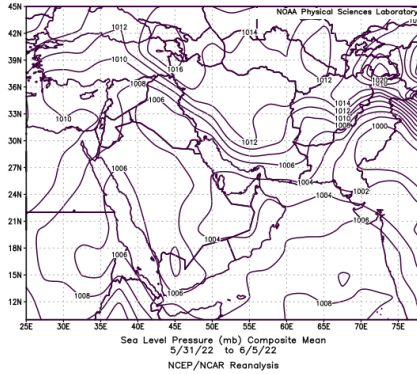 NOAA Physical Sciences Laboratory
45N
42N
39N
36N
33N
30N
27N
24N
21N
18N
15N
12N
1012
1014
1010
1016
1012
1020
1008
1006
1014
1012
1010
1008
1010
1012
1000
1006
1004
1004
1002
1006
1004
1006
1006
1008
1008
25E 30E 35E 40E 45E 50E 55E 60E 65E 70E 75E
Sea Level Pressure (mb) Composite Mean
5/31/22 to 6/5/22
NCEP/NCAR Reanalysis